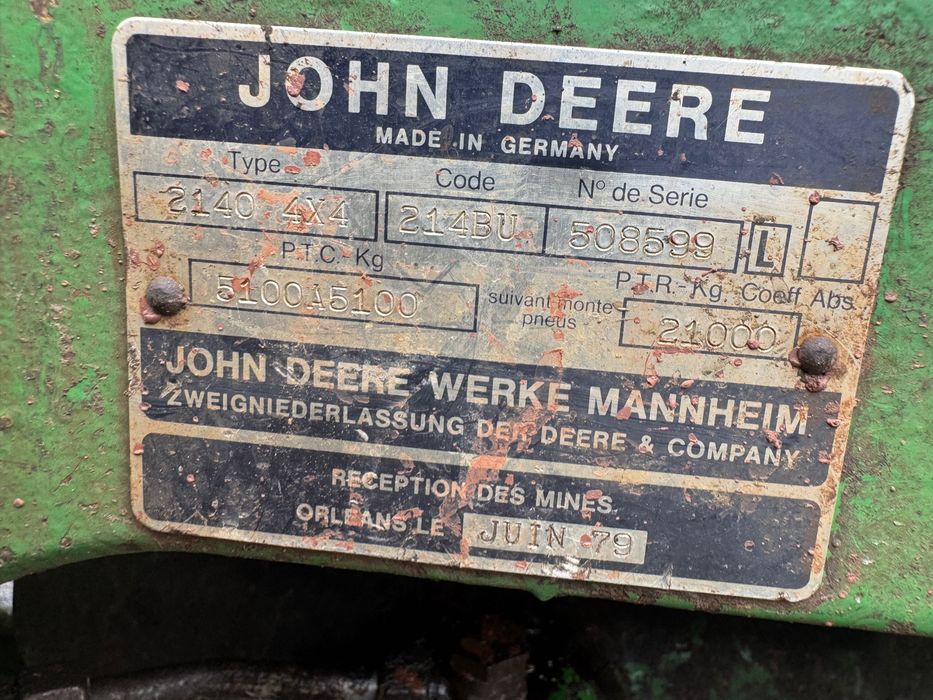 JOHN DEERE
MADE IN GERMANY
Type Code N° de Serie
2140 4X4 214BU 508599 L
P.T.C.- Kg P.T.R.-Kg Coeff Abs
5100A5100 suivant monte pneus 21000
JOHN DEERE WERKE MANNHEIM
ZWEIGNIEDERLASSUNG DER DEERE & COMPANY
RECEPTION DES MINES
ORLEANS LE JUIN 79